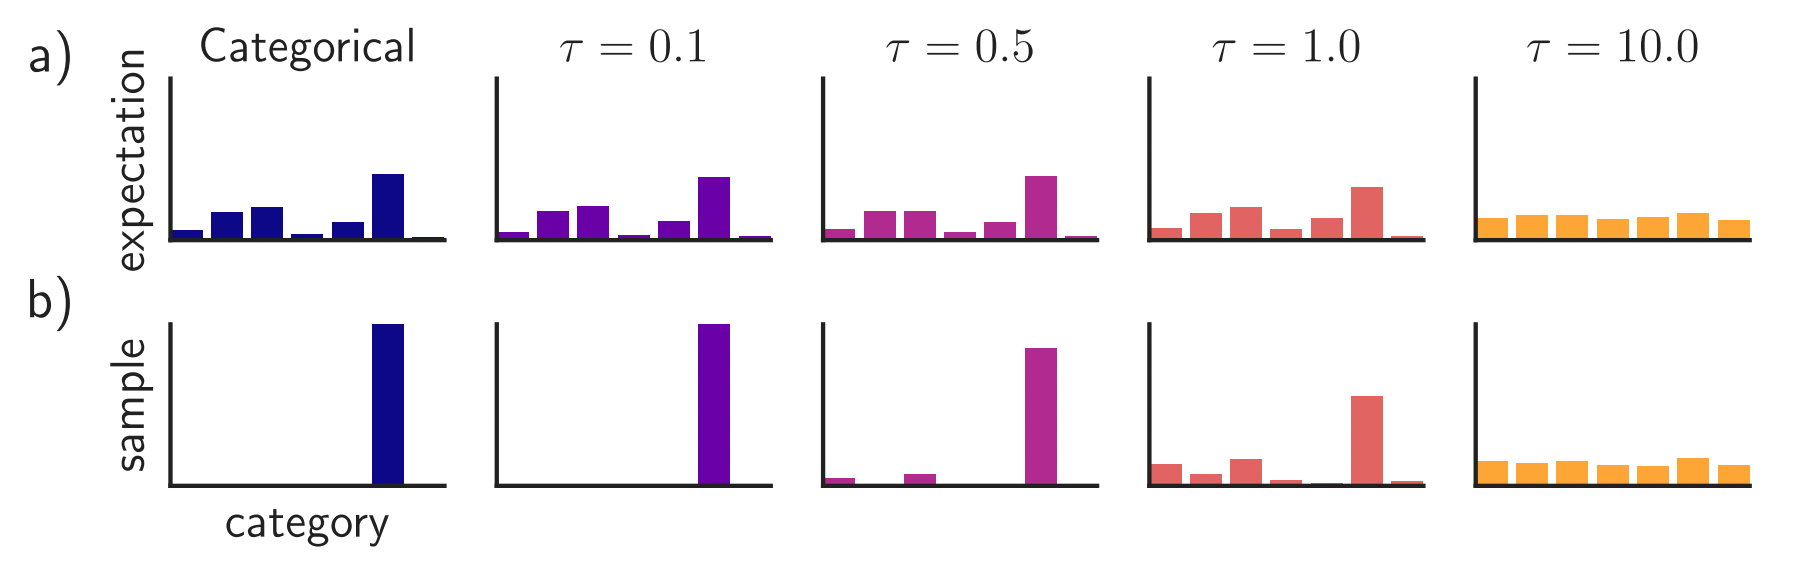 a)
Categorical
τ = 0.1
τ = 0.5
τ = 1.0
τ = 10.0
expectation
b)
sample
category